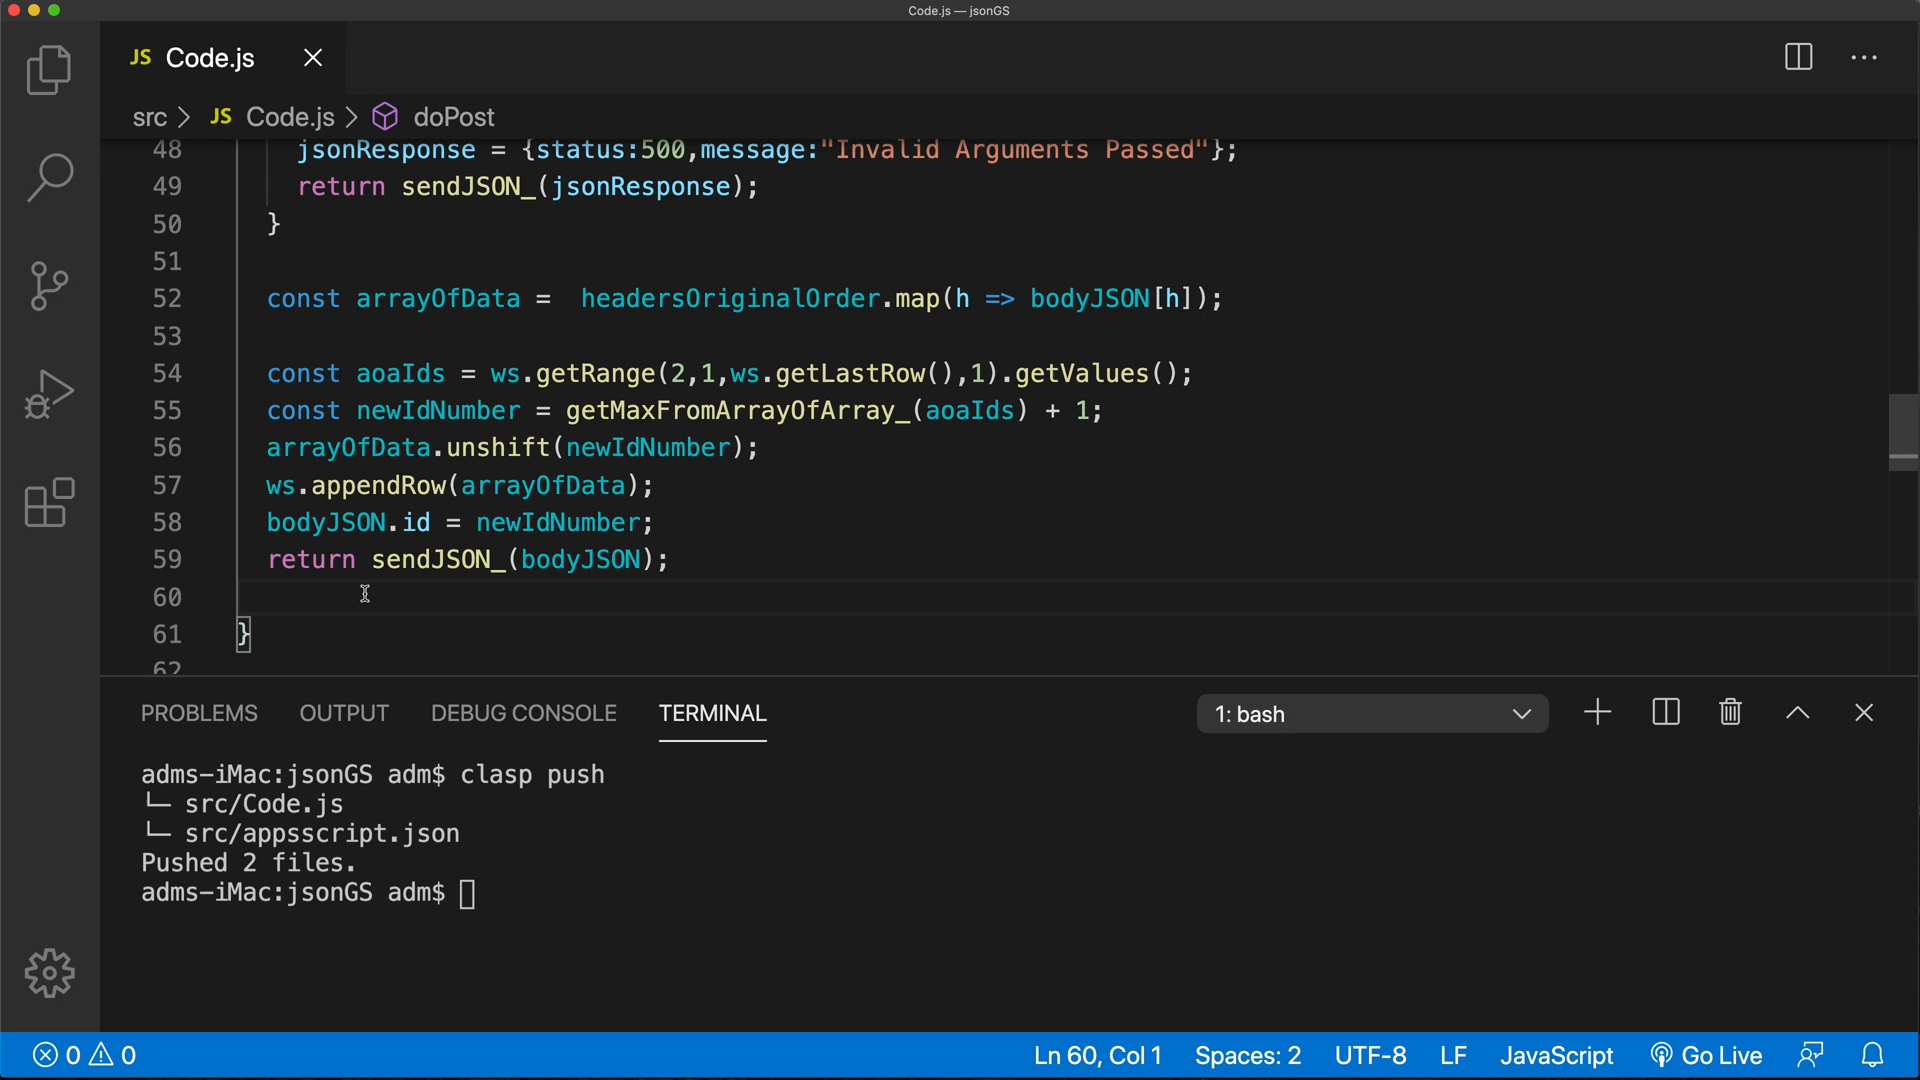 Code.js — jsonGS
JS Code.js
src > JS Code.js > doPost
48 jsonResponse = {status:500,message:"Invalid Arguments Passed"};
49 return sendJSON_(jsonResponse);
50 }
51
52 const arrayOfData =  headersOriginalOrder.map(h => bodyJSON[h]);
53
54 const aoaIds = ws.getRange(2,1,ws.getLastRow(),1).getValues();
55 const newIdNumber = getMaxFromArrayOfArray_(aoaIds) + 1;
56 arrayOfData.unshift(newIdNumber);
57 ws.appendRow(arrayOfData);
58 bodyJSON.id = newIdNumber;
59 return sendJSON_(bodyJSON);
60
61 }
62
PROBLEMS OUTPUT DEBUG CONSOLE TERMINAL 1: bash
adms-iMac:jsonGS adm$ clasp push
└─ src/Code.js
└─ src/appsscript.json
Pushed 2 files.
adms-iMac:jsonGS adm$
0 0 Ln 60, Col 1 Spaces: 2 UTF-8 LF JavaScript Go Live